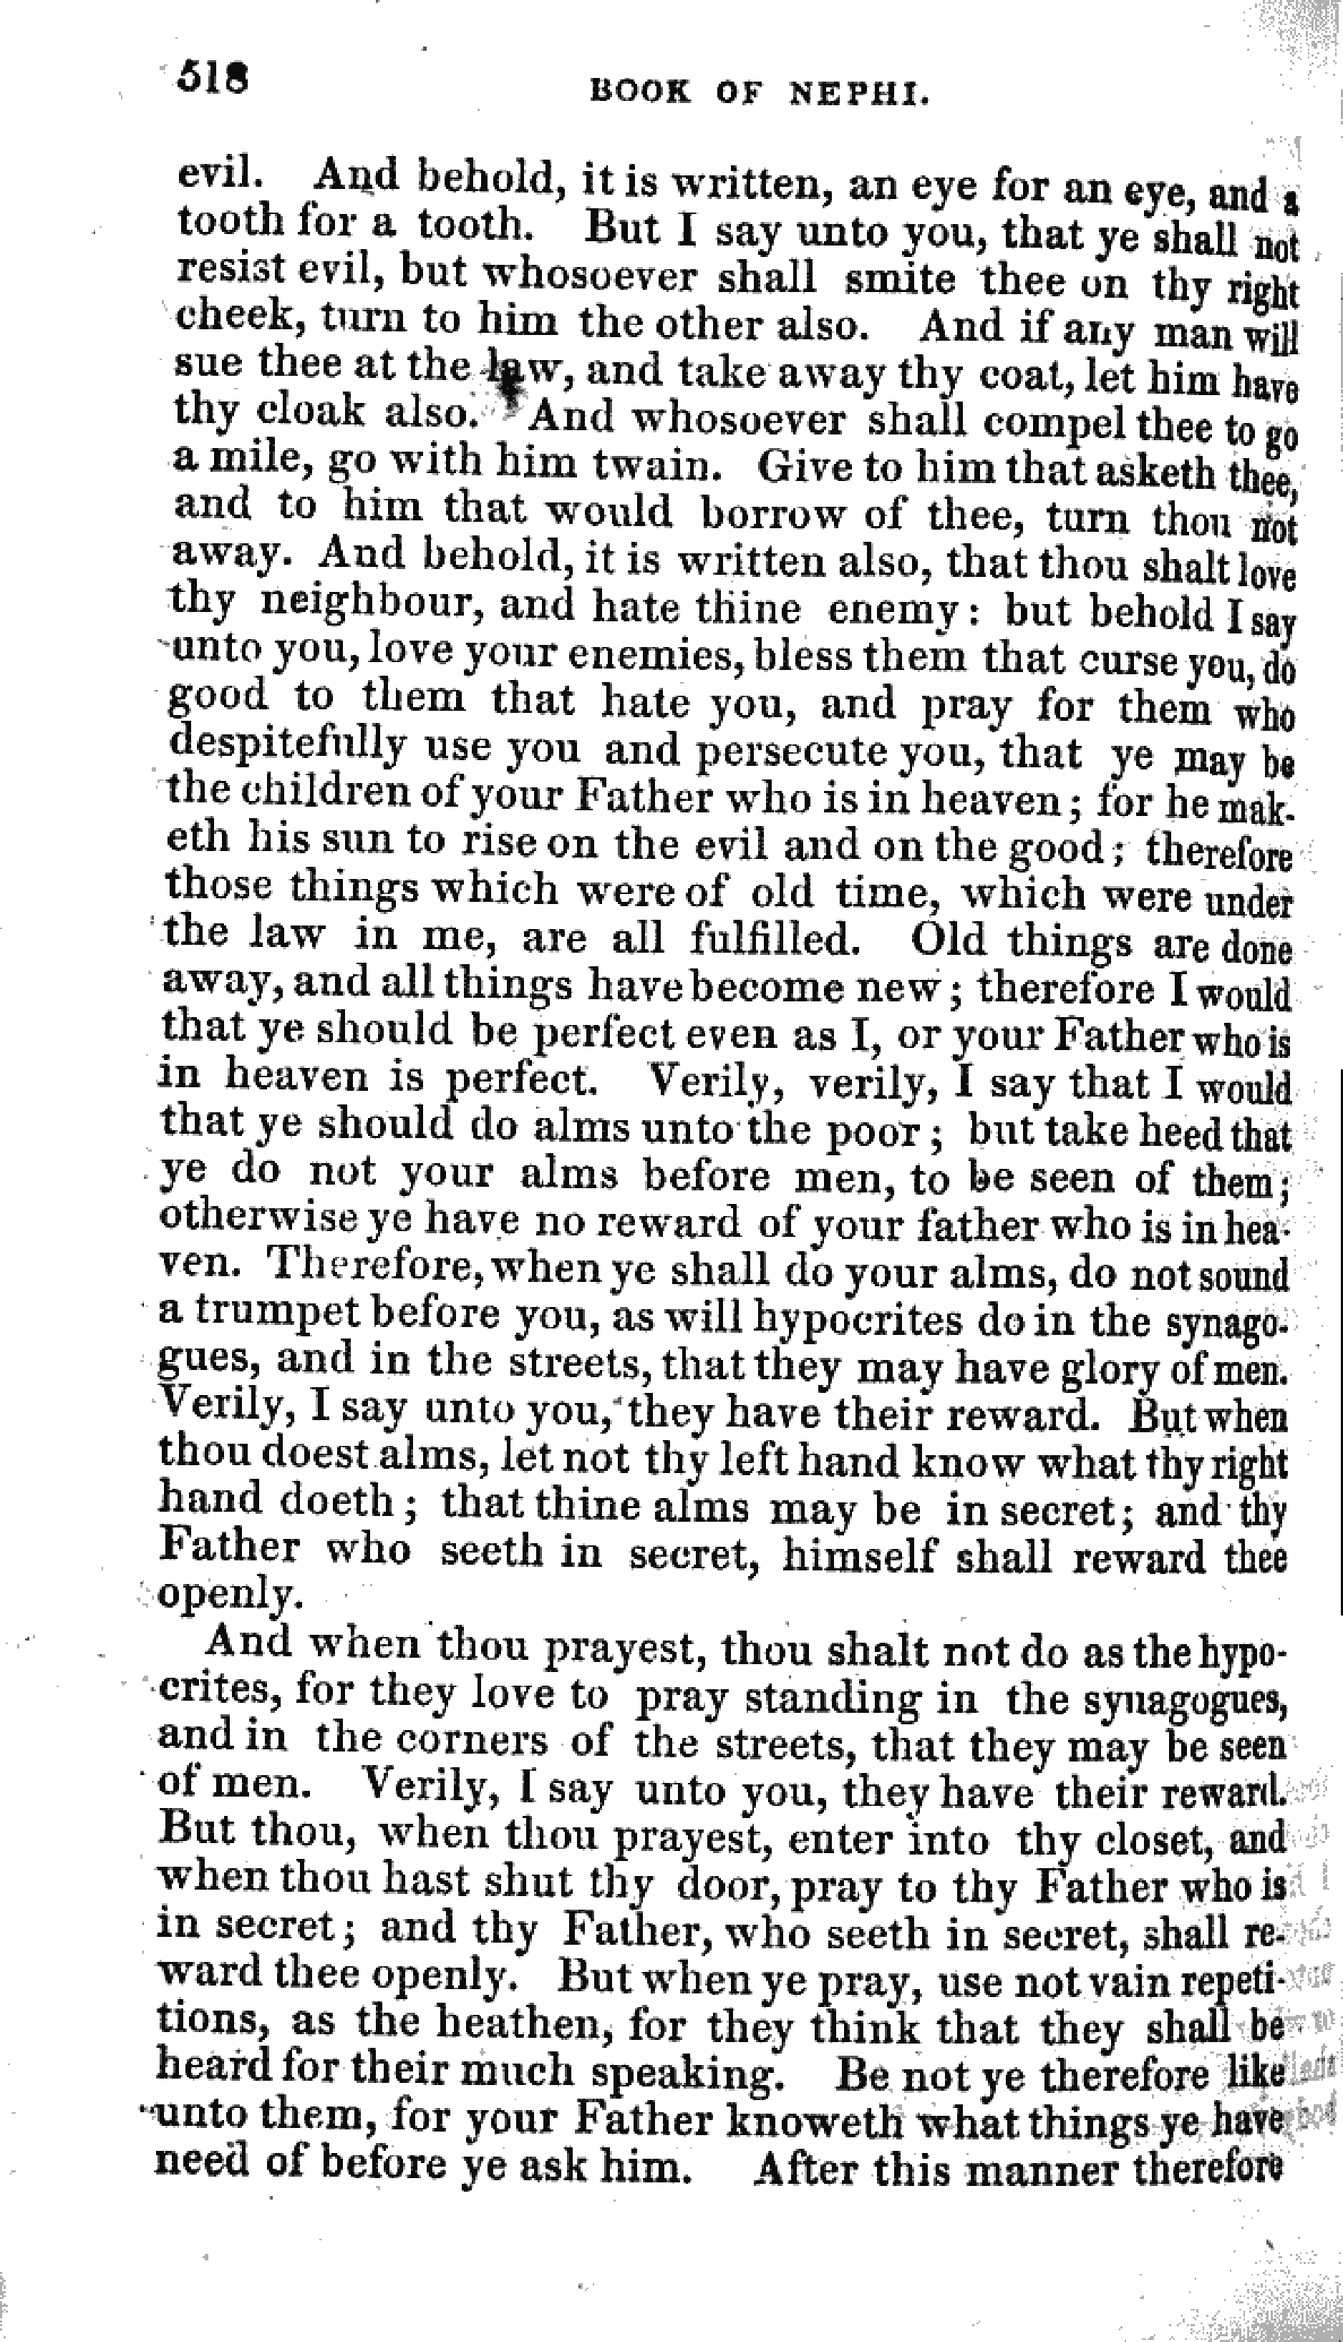 518
BOOK OF NEPHI.
evil. And behold, it is written, an eye for an eye, and a
tooth for a tooth. But I say unto you, that ye shall not
resist evil, but whosoever shall smite thee on thy right
cheek, turn to him the other also. And if any man will
sue thee at the law, and take away thy coat, let him have
thy cloak also. And whosoever shall compel thee to go
a mile, go with him twain. Give to him that asketh thee,
and to him that would borrow of thee, turn thou not
away. And behold, it is written also, that thou shalt love
thy neighbour, and hate thine enemy: but behold I say
unto you, love your enemies, bless them that curse you, do
good to them that hate you, and pray for them who
despitefully use you and persecute you, that ye may be
the children of your Father who is in heaven; for he mak-
eth his sun to rise on the evil and on the good; therefore
those things which were of old time, which were under
the law in me, are all fulfilled. Old things are done
away, and all things have become new; therefore I would
that ye should be perfect even as I, or your Father who is
in heaven is perfect. Verily, verily, I say that I would
that ye should do alms unto the poor; but take heed that
ye do not your alms before men, to be seen of them;
otherwise ye have no reward of your father who is in hea-
ven. Therefore, when ye shall do your alms, do not sound
a trumpet before you, as will hypocrites do in the synago-
gues, and in the streets, that they may have glory of men.
Verily, I say unto you, they have their reward. But when
thou doest alms, let not thy left hand know what thy right
hand doeth; that thine alms may be in secret; and thy
Father who seeth in secret, himself shall reward thee
openly.
And when thou prayest, thou shalt not do as the hypo-
crites, for they love to pray standing in the synagogues,
and in the corners of the streets, that they may be seen
of men. Verily, I say unto you, they have their reward.
But thou, when thou prayest, enter into thy closet, and
when thou hast shut thy door, pray to thy Father who is
in secret; and thy Father, who seeth in secret, shall re-
ward thee openly. But when ye pray, use not vain repeti-
tions, as the heathen, for they think that they shall be
heard for their much speaking. Be not ye therefore like
unto them, for your Father knoweth what things ye have
need of before ye ask him. After this manner therefore